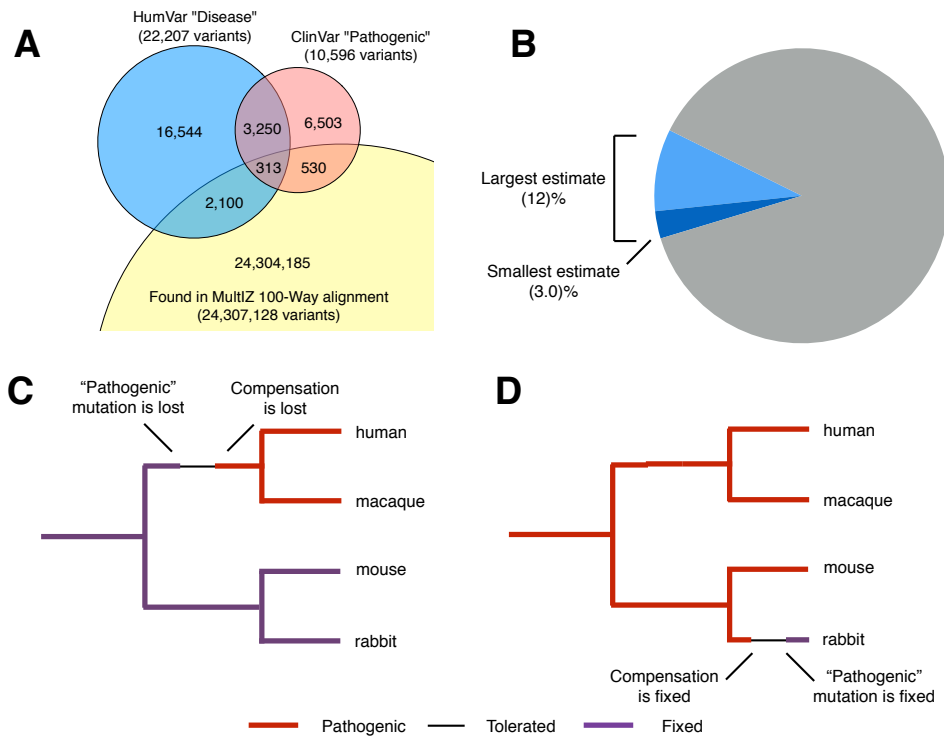 A
HumVar "Disease"
(22,207 variants)
ClinVar "Pathogenic"
(10,596 variants)
16,544
3,250
6,503
313
530
2,100
24,304,185
Found in MultIZ 100-Way alignment
(24,307,128 variants)
B
Largest estimate
(12)%
Smallest estimate
(3.0)%
C
“Pathogenic”
mutation is lost
Compensation
is lost
human
macaque
mouse
rabbit
D
human
macaque
mouse
rabbit
Compensation
is fixed
“Pathogenic”
mutation is fixed
Pathogenic
Tolerated
Fixed